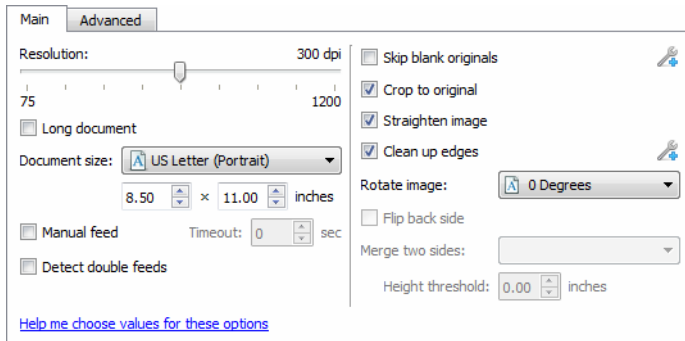 Main Advanced
Resolution: 300 dpi
75 1200
Long document
Document size: A US Letter (Portrait)
8.50 × 11.00 inches
Manual feed Timeout: 0 sec
Detect double feeds
Help me choose values for these options
Skip blank originals
Crop to original
Straighten image
Clean up edges
Rotate image: A 0 Degrees
Flip back side
Merge two sides:
Height threshold: 0.00 inches